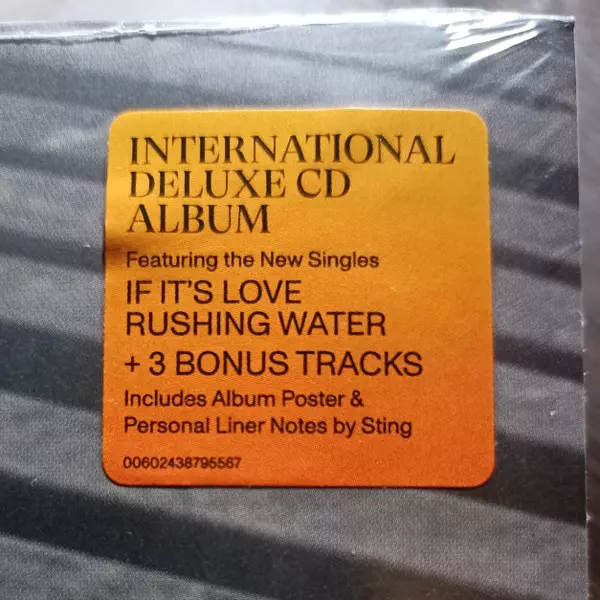 INTERNATIONAL
DELUXE CD
ALBUM
Featuring the New Singles
IF IT'S LOVE
RUSHING WATER
+ 3 BONUS TRACKS
Includes Album Poster &
Personal Liner Notes by Sting
00602438795567